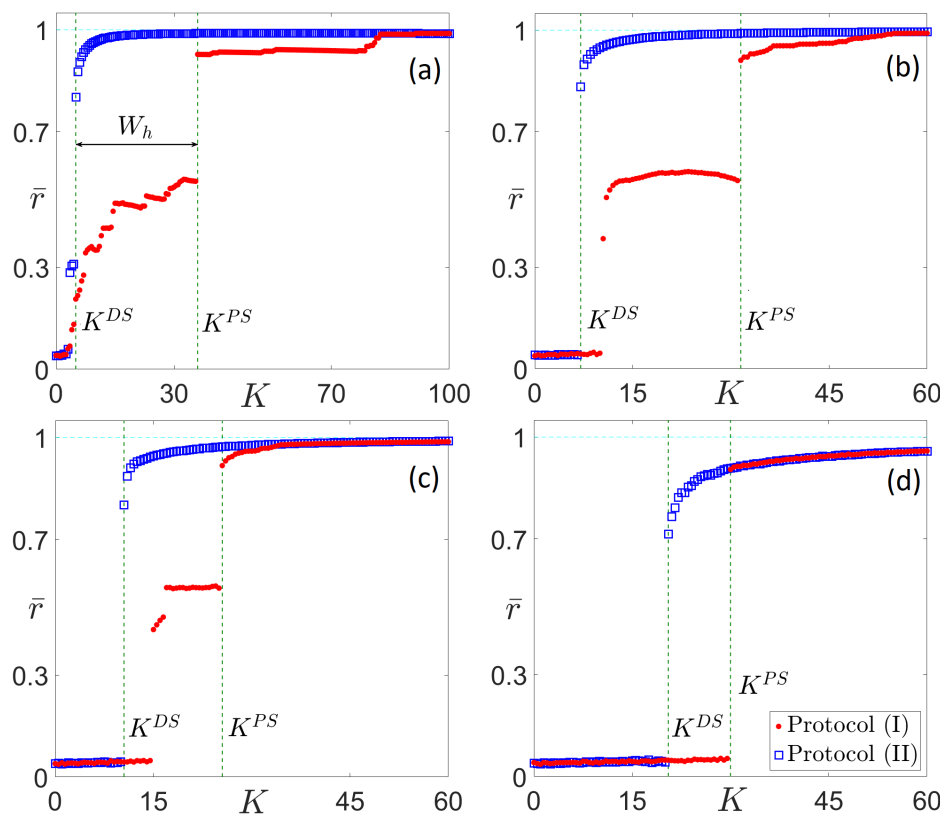 1
(a)
0.7
W_h
r̄
0.3
K^{DS}
K^{PS}
0
0
30
K
70
100
1
(b)
0.7
r̄
0.3
K^{DS}
K^{PS}
0
0
15
K
45
60
1
(c)
0.7
r̄
0.3
K^{DS}
K^{PS}
0
0
15
K
45
60
1
(d)
0.7
r̄
0.3
K^{PS}
K^{DS}
Protocol (I)
Protocol (II)
0
0
15
K
45
60